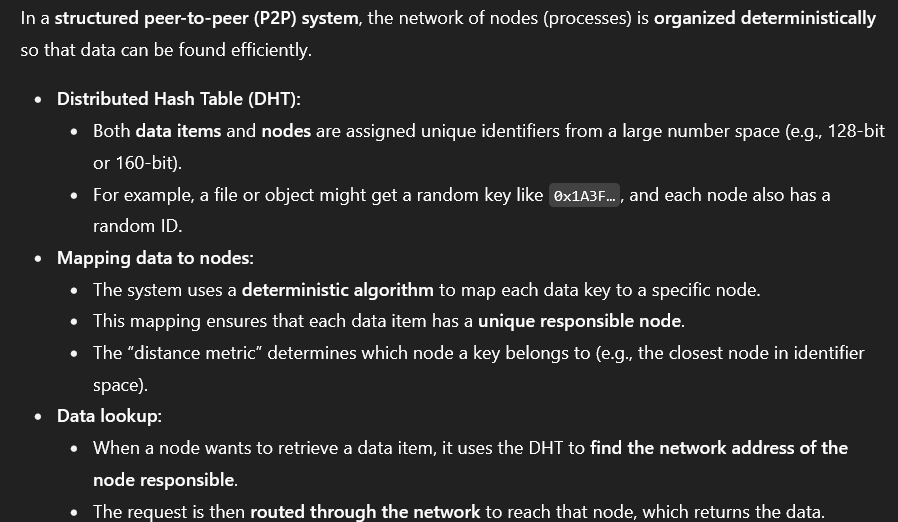 In a structured peer-to-peer (P2P) system, the network of nodes (processes) is organized deterministically
so that data can be found efficiently.
• Distributed Hash Table (DHT):
• Both data items and nodes are assigned unique identifiers from a large number space (e.g., 128-bit
or 160-bit).
• For example, a file or object might get a random key like 0x1A3F… , and each node also has a
random ID.
• Mapping data to nodes:
• The system uses a deterministic algorithm to map each data key to a specific node.
• This mapping ensures that each data item has a unique responsible node.
• The “distance metric” determines which node a key belongs to (e.g., the closest node in identifier
space).
• Data lookup:
• When a node wants to retrieve a data item, it uses the DHT to find the network address of the
node responsible.
• The request is then routed through the network to reach that node, which returns the data.